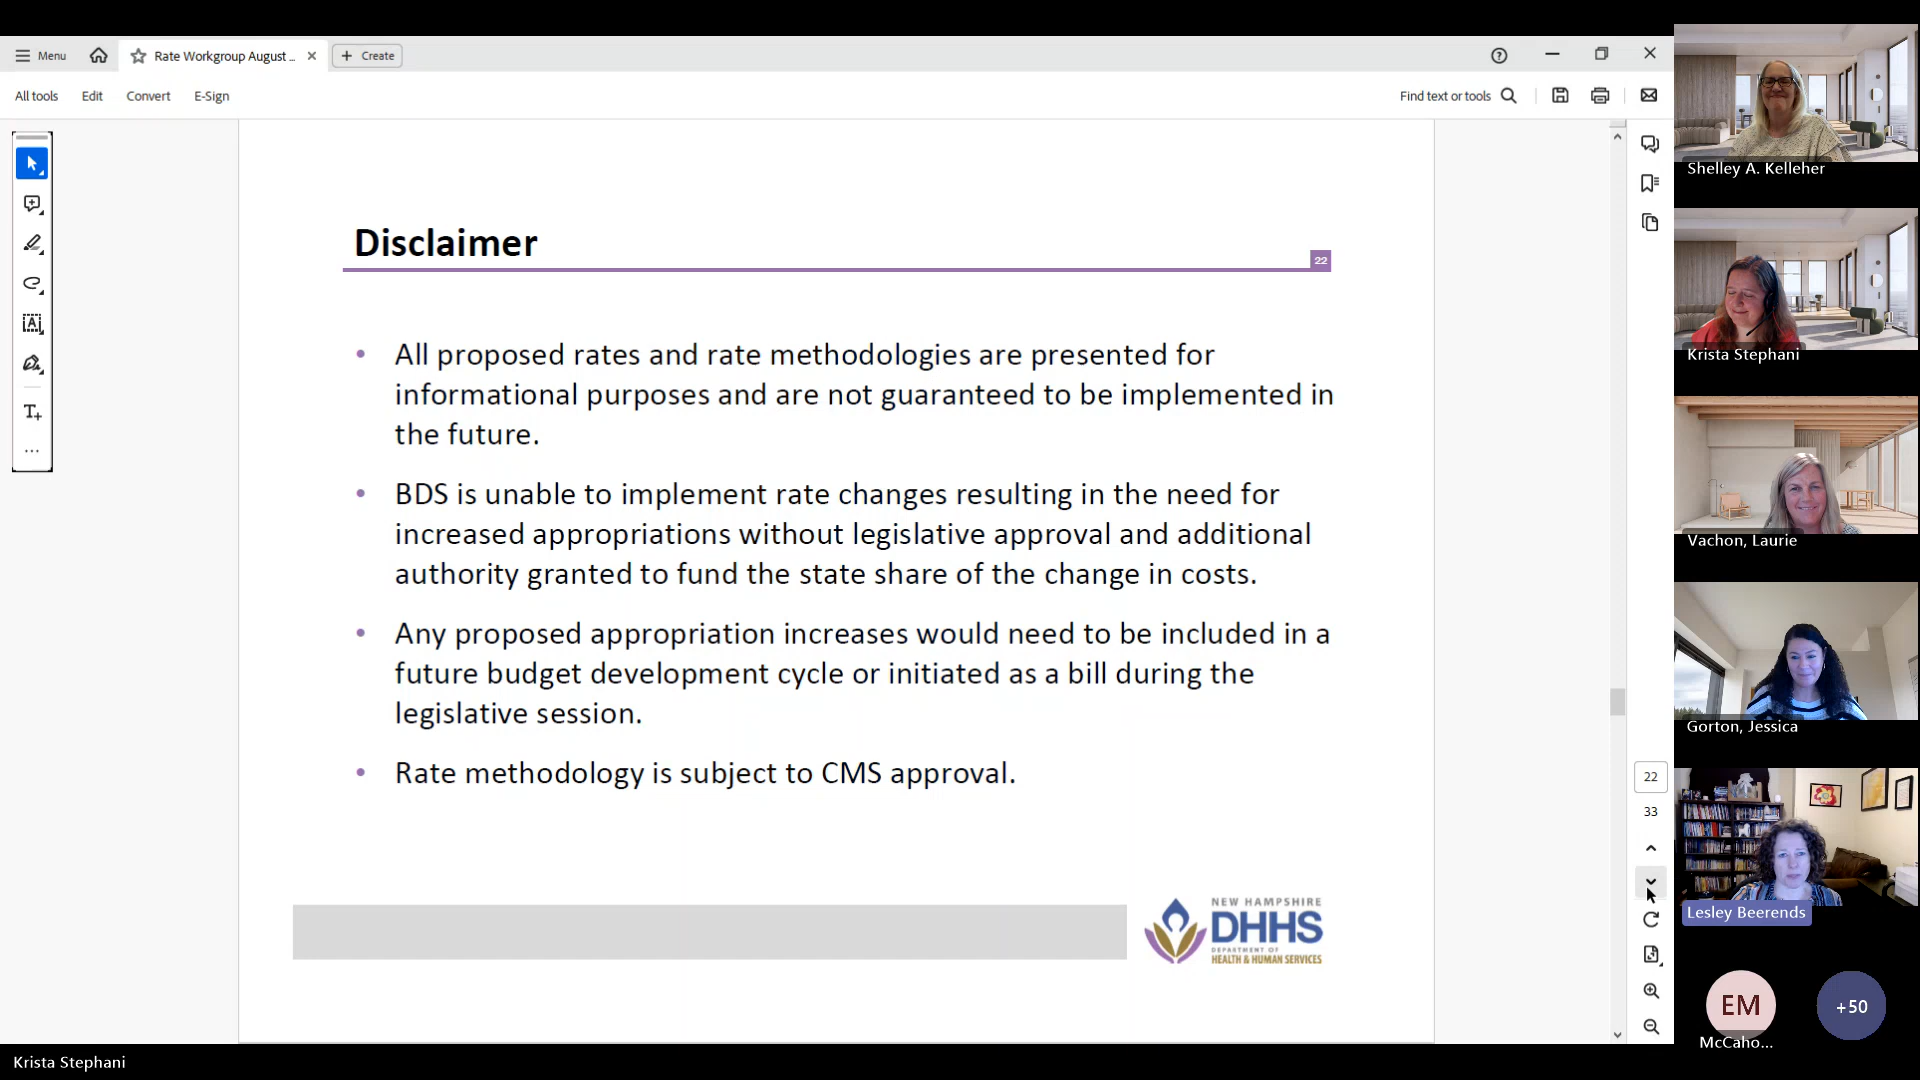 Menu
Rate Workgroup August ...
Create
All tools
Edit
Convert
E-Sign
Find text or tools
Disclaimer
22
• All proposed rates and rate methodologies are presented for
informational purposes and are not guaranteed to be implemented in
the future.
• BDS is unable to implement rate changes resulting in the need for
increased appropriations without legislative approval and additional
authority granted to fund the state share of the change in costs.
• Any proposed appropriation increases would need to be included in a
future budget development cycle or initiated as a bill during the
legislative session.
• Rate methodology is subject to CMS approval.
NEW HAMPSHIRE
DHHS
DEPARTMENT OF
HEALTH & HUMAN SERVICES
22
33
Shelley A. Kelleher
Krista Stephani
Vachon, Laurie
Gorton, Jessica
Lesley Beerends
EM
McCaho...
+50
Krista Stephani